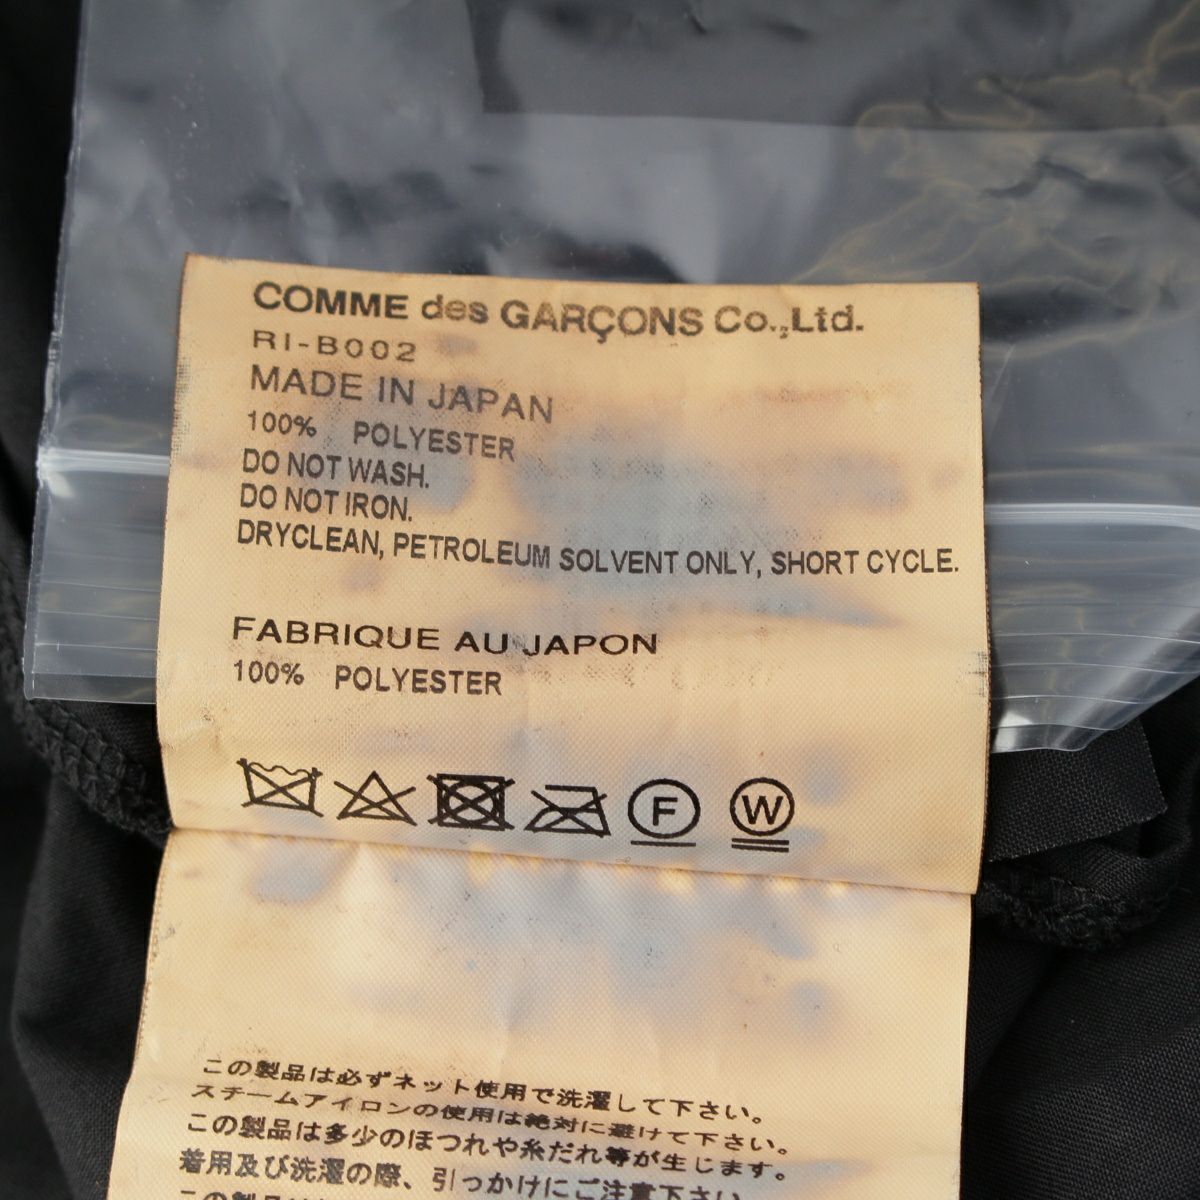 COMME des GARÇONS Co.,Ltd.
RI-B002
MADE IN JAPAN
100% POLYESTER
DO NOT WASH.
DO NOT IRON.
DRYCLEAN, PETROLEUM SOLVENT ONLY, SHORT CYCLE.
FABRIQUE AU JAPON
100% POLYESTER
F W
この製品は必ずネット使用で洗濯して下さい。
スチームアイロンの使用は絶対に避けて下さい。
この製品は多少のほつれや糸だれ等が生じます。
着用及び洗濯の際、引っかけにご注意下さい。